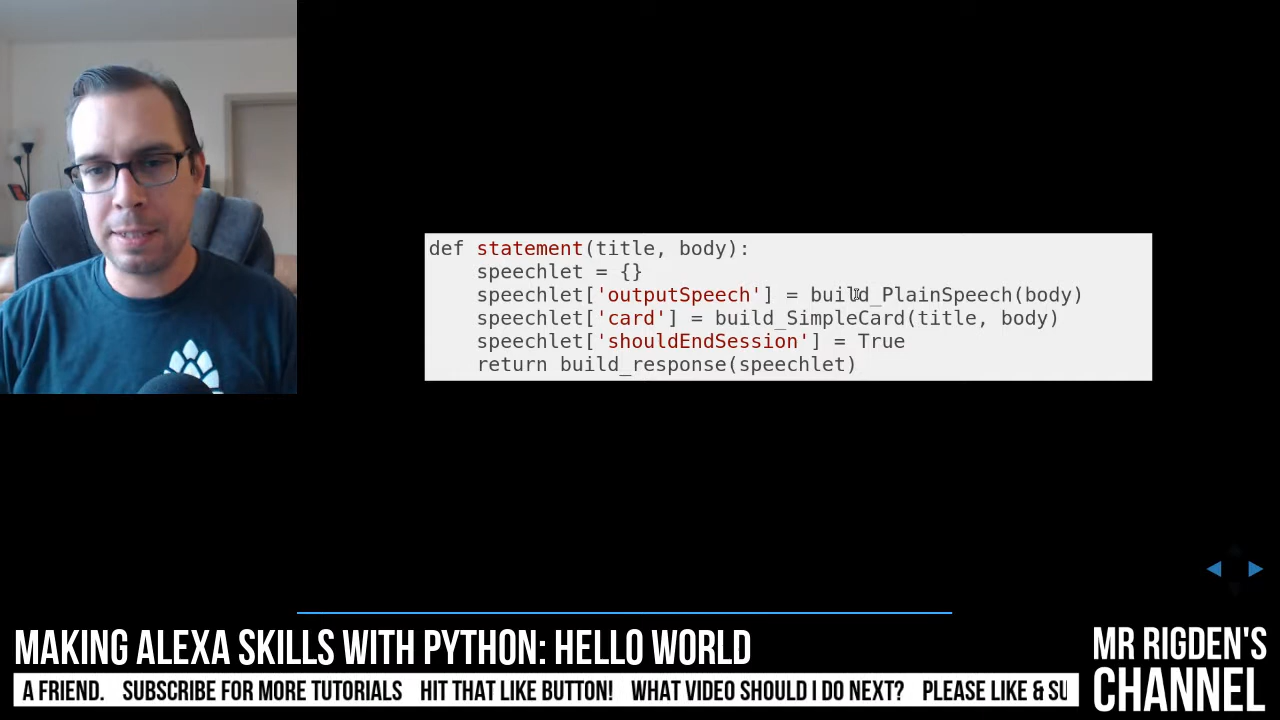 def statement(title, body):
speechlet = {}
speechlet['outputSpeech'] = build_PlainSpeech(body)
speechlet['card'] = build_SimpleCard(title, body)
speechlet['shouldEndSession'] = True
return build_response(speechlet)
MAKING ALEXA SKILLS WITH PYTHON: HELLO WORLD
A FRIEND. SUBSCRIBE FOR MORE TUTORIALS HIT THAT LIKE BUTTON! WHAT VIDEO SHOULD I DO NEXT? PLEASE LIKE & SU
MR RIGDEN'S
CHANNEL